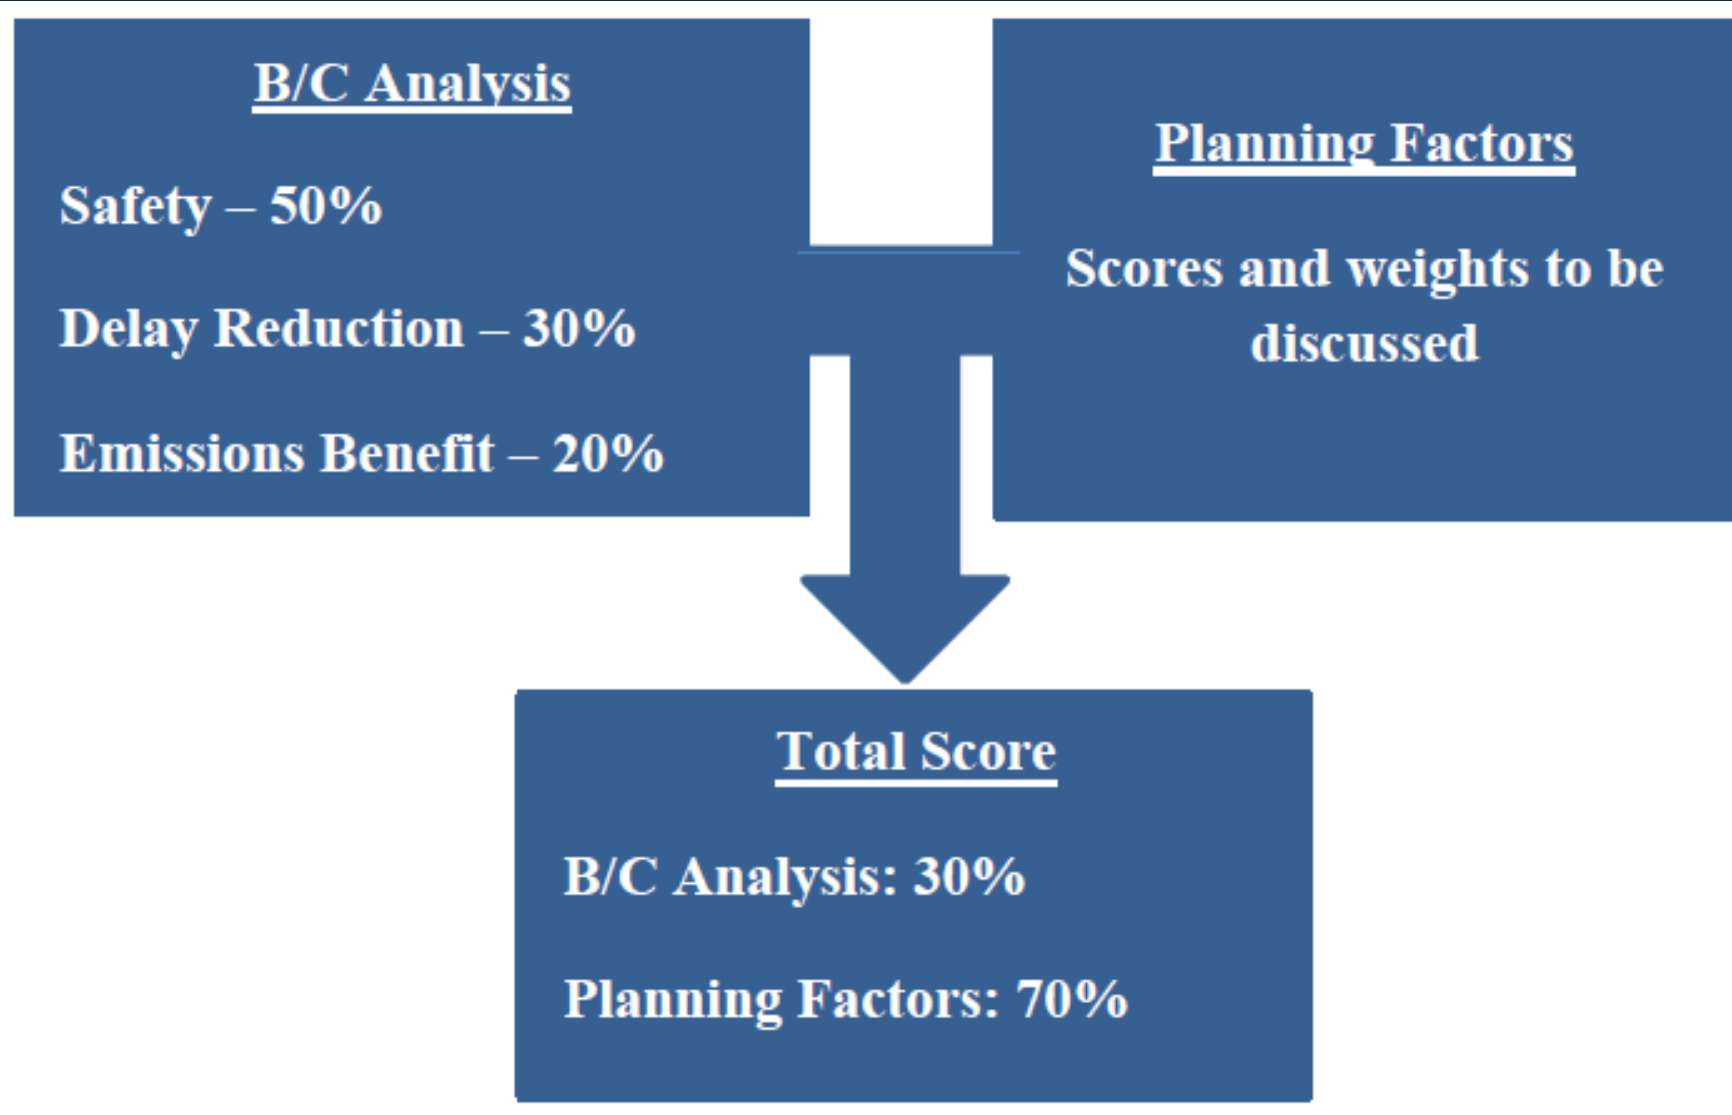 B/C Analysis
Safety – 50%
Delay Reduction – 30%
Emissions Benefit – 20%
Planning Factors
Scores and weights to be
discussed
Total Score
B/C Analysis: 30%
Planning Factors: 70%